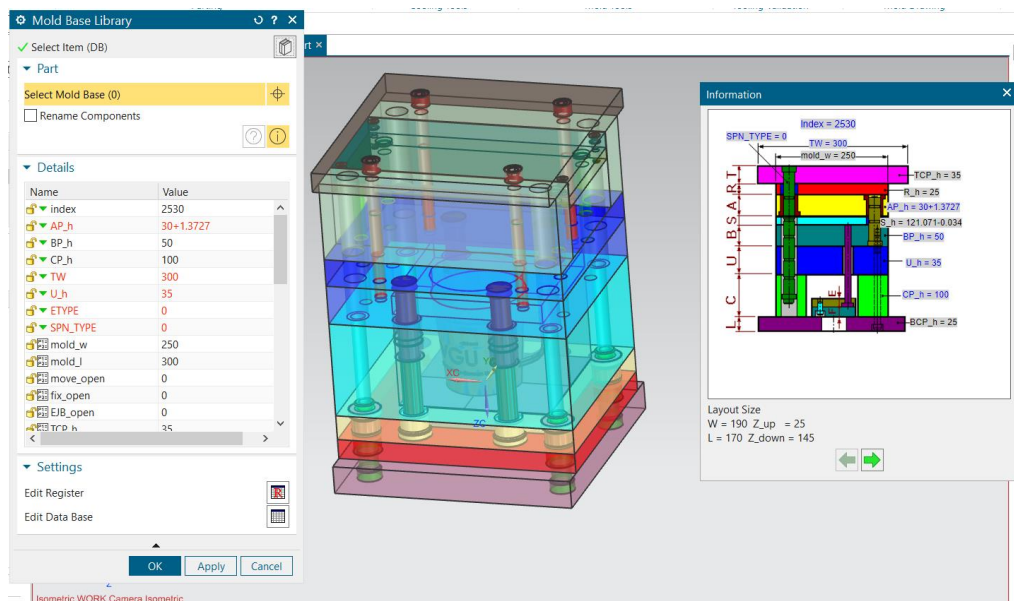 Mold Base Library
Select Item (DB)
Part
Select Mold Base (0)
Rename Components
Details
Name Value
index 2530
AP_h 30+1.3727
BP_h 50
CP_h 100
TW 300
U_h 35
ETYPE 0
SPN_TYPE 0
mold_w 250
mold_l 300
move_open 0
fix_open 0
EJB_open 0
TCP_h 35
Settings
Edit Register
Edit Data Base
OK Apply Cancel
Isometric WORK Camera Isometric
rt
GU
XC
ZC
Information
Index = 2530
SPN_TYPE = 0
TW = 300
mold_w = 250
TCP_h = 35
R_h = 25
AP_h = 30+1.3727
S_h = 121.071-0.034
BP_h = 50
U_h = 35
CP_h = 100
BCP_h = 25
T
R
A
S
B
U
C
L
Layout Size
W = 190 Z_up = 25
L = 170 Z_down = 145